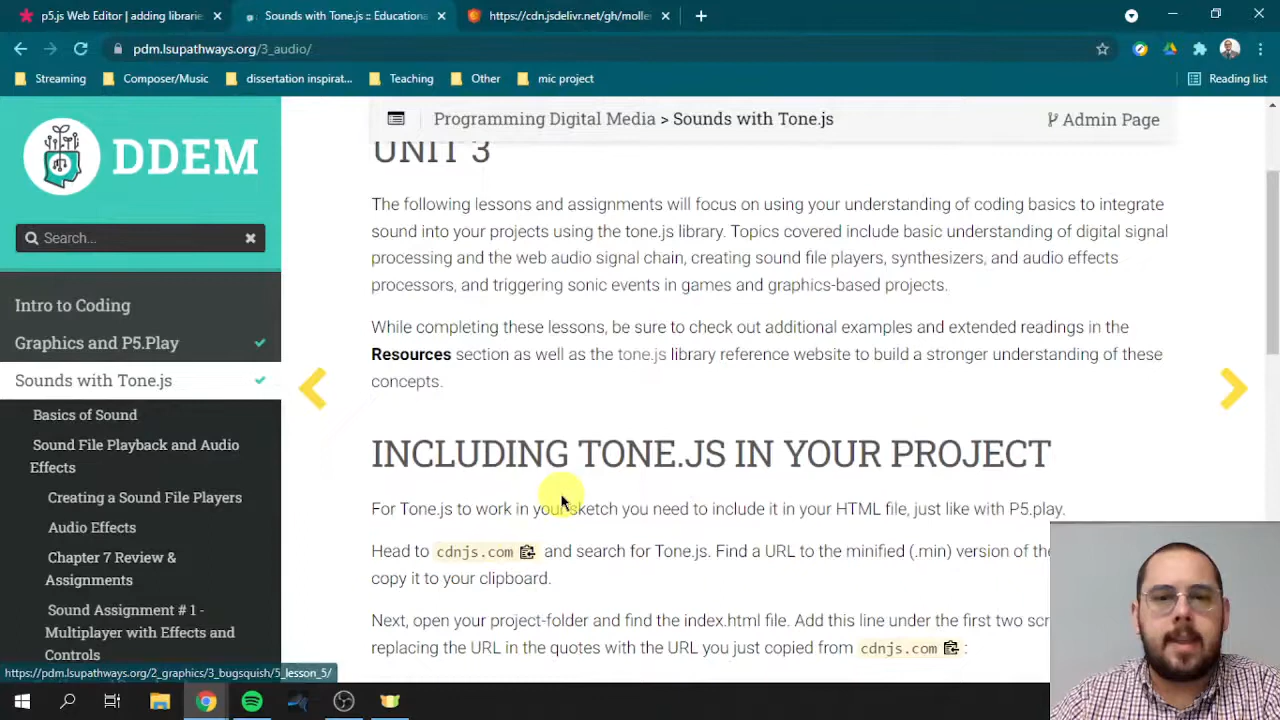 p5.js Web Editor | adding librarie
Sounds with Tone.js :: Educationa
https://cdn.jsdelivr.net/gh/molle
pdm.lsupathways.org/3_audio/
Streaming
Composer/Music
dissertation inspirat...
Teaching
Other
mic project
Reading list
DDEM
Search...
Intro to Coding
Graphics and P5.Play
Sounds with Tone.js
Basics of Sound
Sound File Playback and Audio
Effects
Creating a Sound File Players
Audio Effects
Chapter 7 Review &
Assignments
Sound Assignment # 1 -
Multiplayer with Effects and
Controls
https://pdm.lsupathways.org/2_graphics/3_bugsquish/5_lesson_5/
Programming Digital Media > Sounds with Tone.js
Admin Page
UNIT 3
The following lessons and assignments will focus on using your understanding of coding basics to integrate
sound into your projects using the tone.js library. Topics covered include basic understanding of digital signal
processing and the web audio signal chain, creating sound file players, synthesizers, and audio effects
processors, and triggering sonic events in games and graphics-based projects.
While completing these lessons, be sure to check out additional examples and extended readings in the
Resources section as well as the tone.js library reference website to build a stronger understanding of these
concepts.
INCLUDING TONE.JS IN YOUR PROJECT
For Tone.js to work in your sketch you need to include it in your HTML file, just like with P5.play.
Head to cdnjs.com and search for Tone.js. Find a URL to the minified (.min) version of the
copy it to your clipboard.
Next, open your project-folder and find the index.html file. Add this line under the first two scr
replacing the URL in the quotes with the URL you just copied from cdnjs.com :